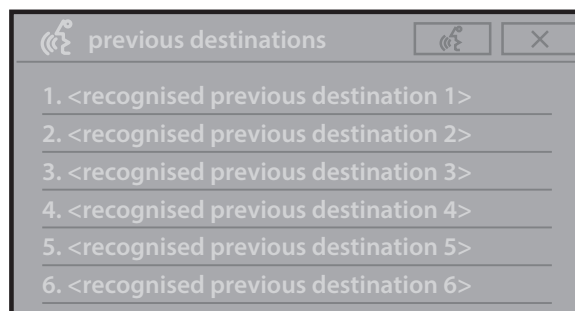 previous destinations
1. <recognised previous destination 1>
2. <recognised previous destination 2>
3. <recognised previous destination 3>
4. <recognised previous destination 4>
5. <recognised previous destination 5>
6. <recognised previous destination 6>